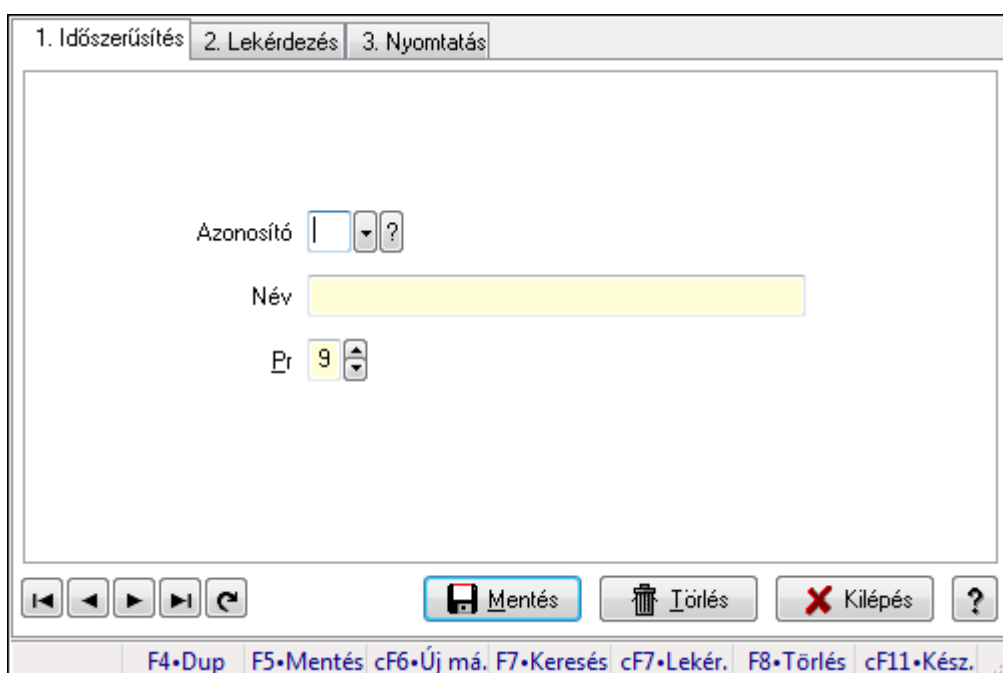 1. Időszerűsítés 2. Lekérdezés 3. Nyomtatás
Azonosító ?
Név
Pr 9
Mentés Törlés Kilépés ?
F4•Dup F5•Mentés cF6•Új má. F7•Keresés cF7•Lekér. F8•Törlés cF11•Kész.